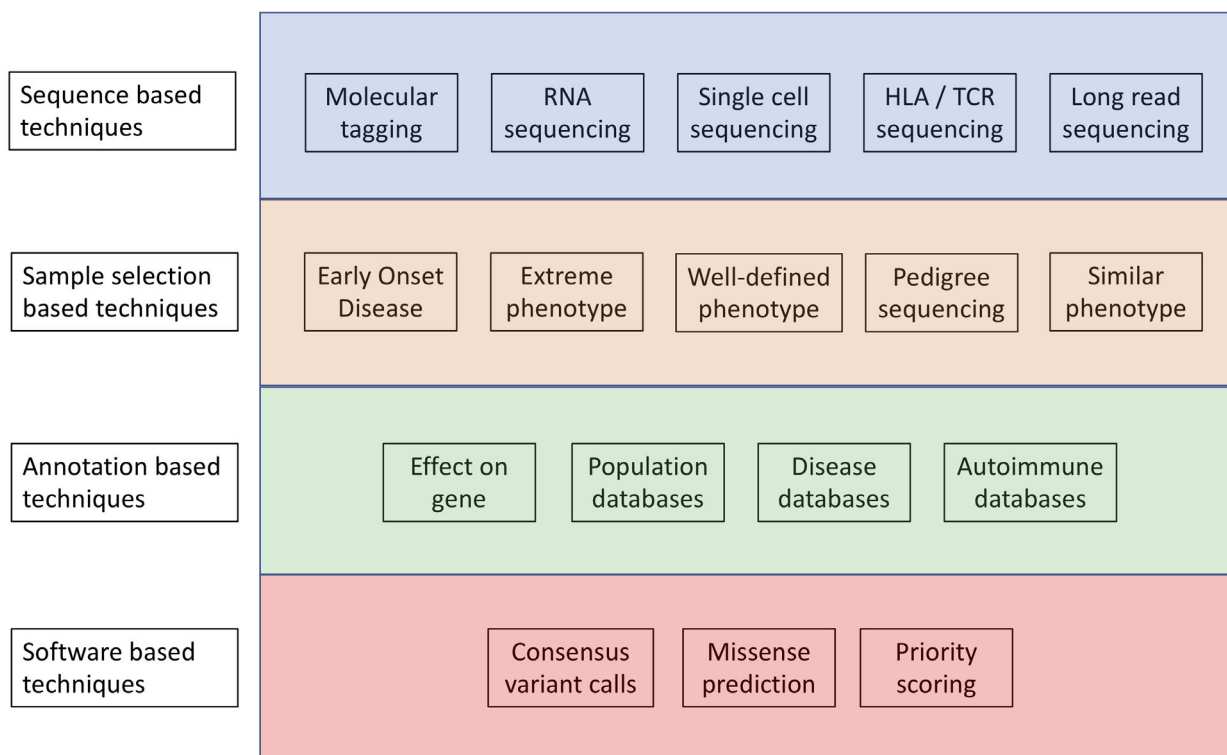 Sequence based
techniques
Molecular
tagging
RNA
sequencing
Single cell
sequencing
HLA / TCR
sequencing
Long read
sequencing
Sample selection
based techniques
Early Onset
Disease
Extreme
phenotype
Well-defined
phenotype
Pedigree
sequencing
Similar
phenotype
Annotation based
techniques
Effect on
gene
Population
databases
Disease
databases
Autoimmune
databases
Software based
techniques
Consensus
variant calls
Missense
prediction
Priority
scoring